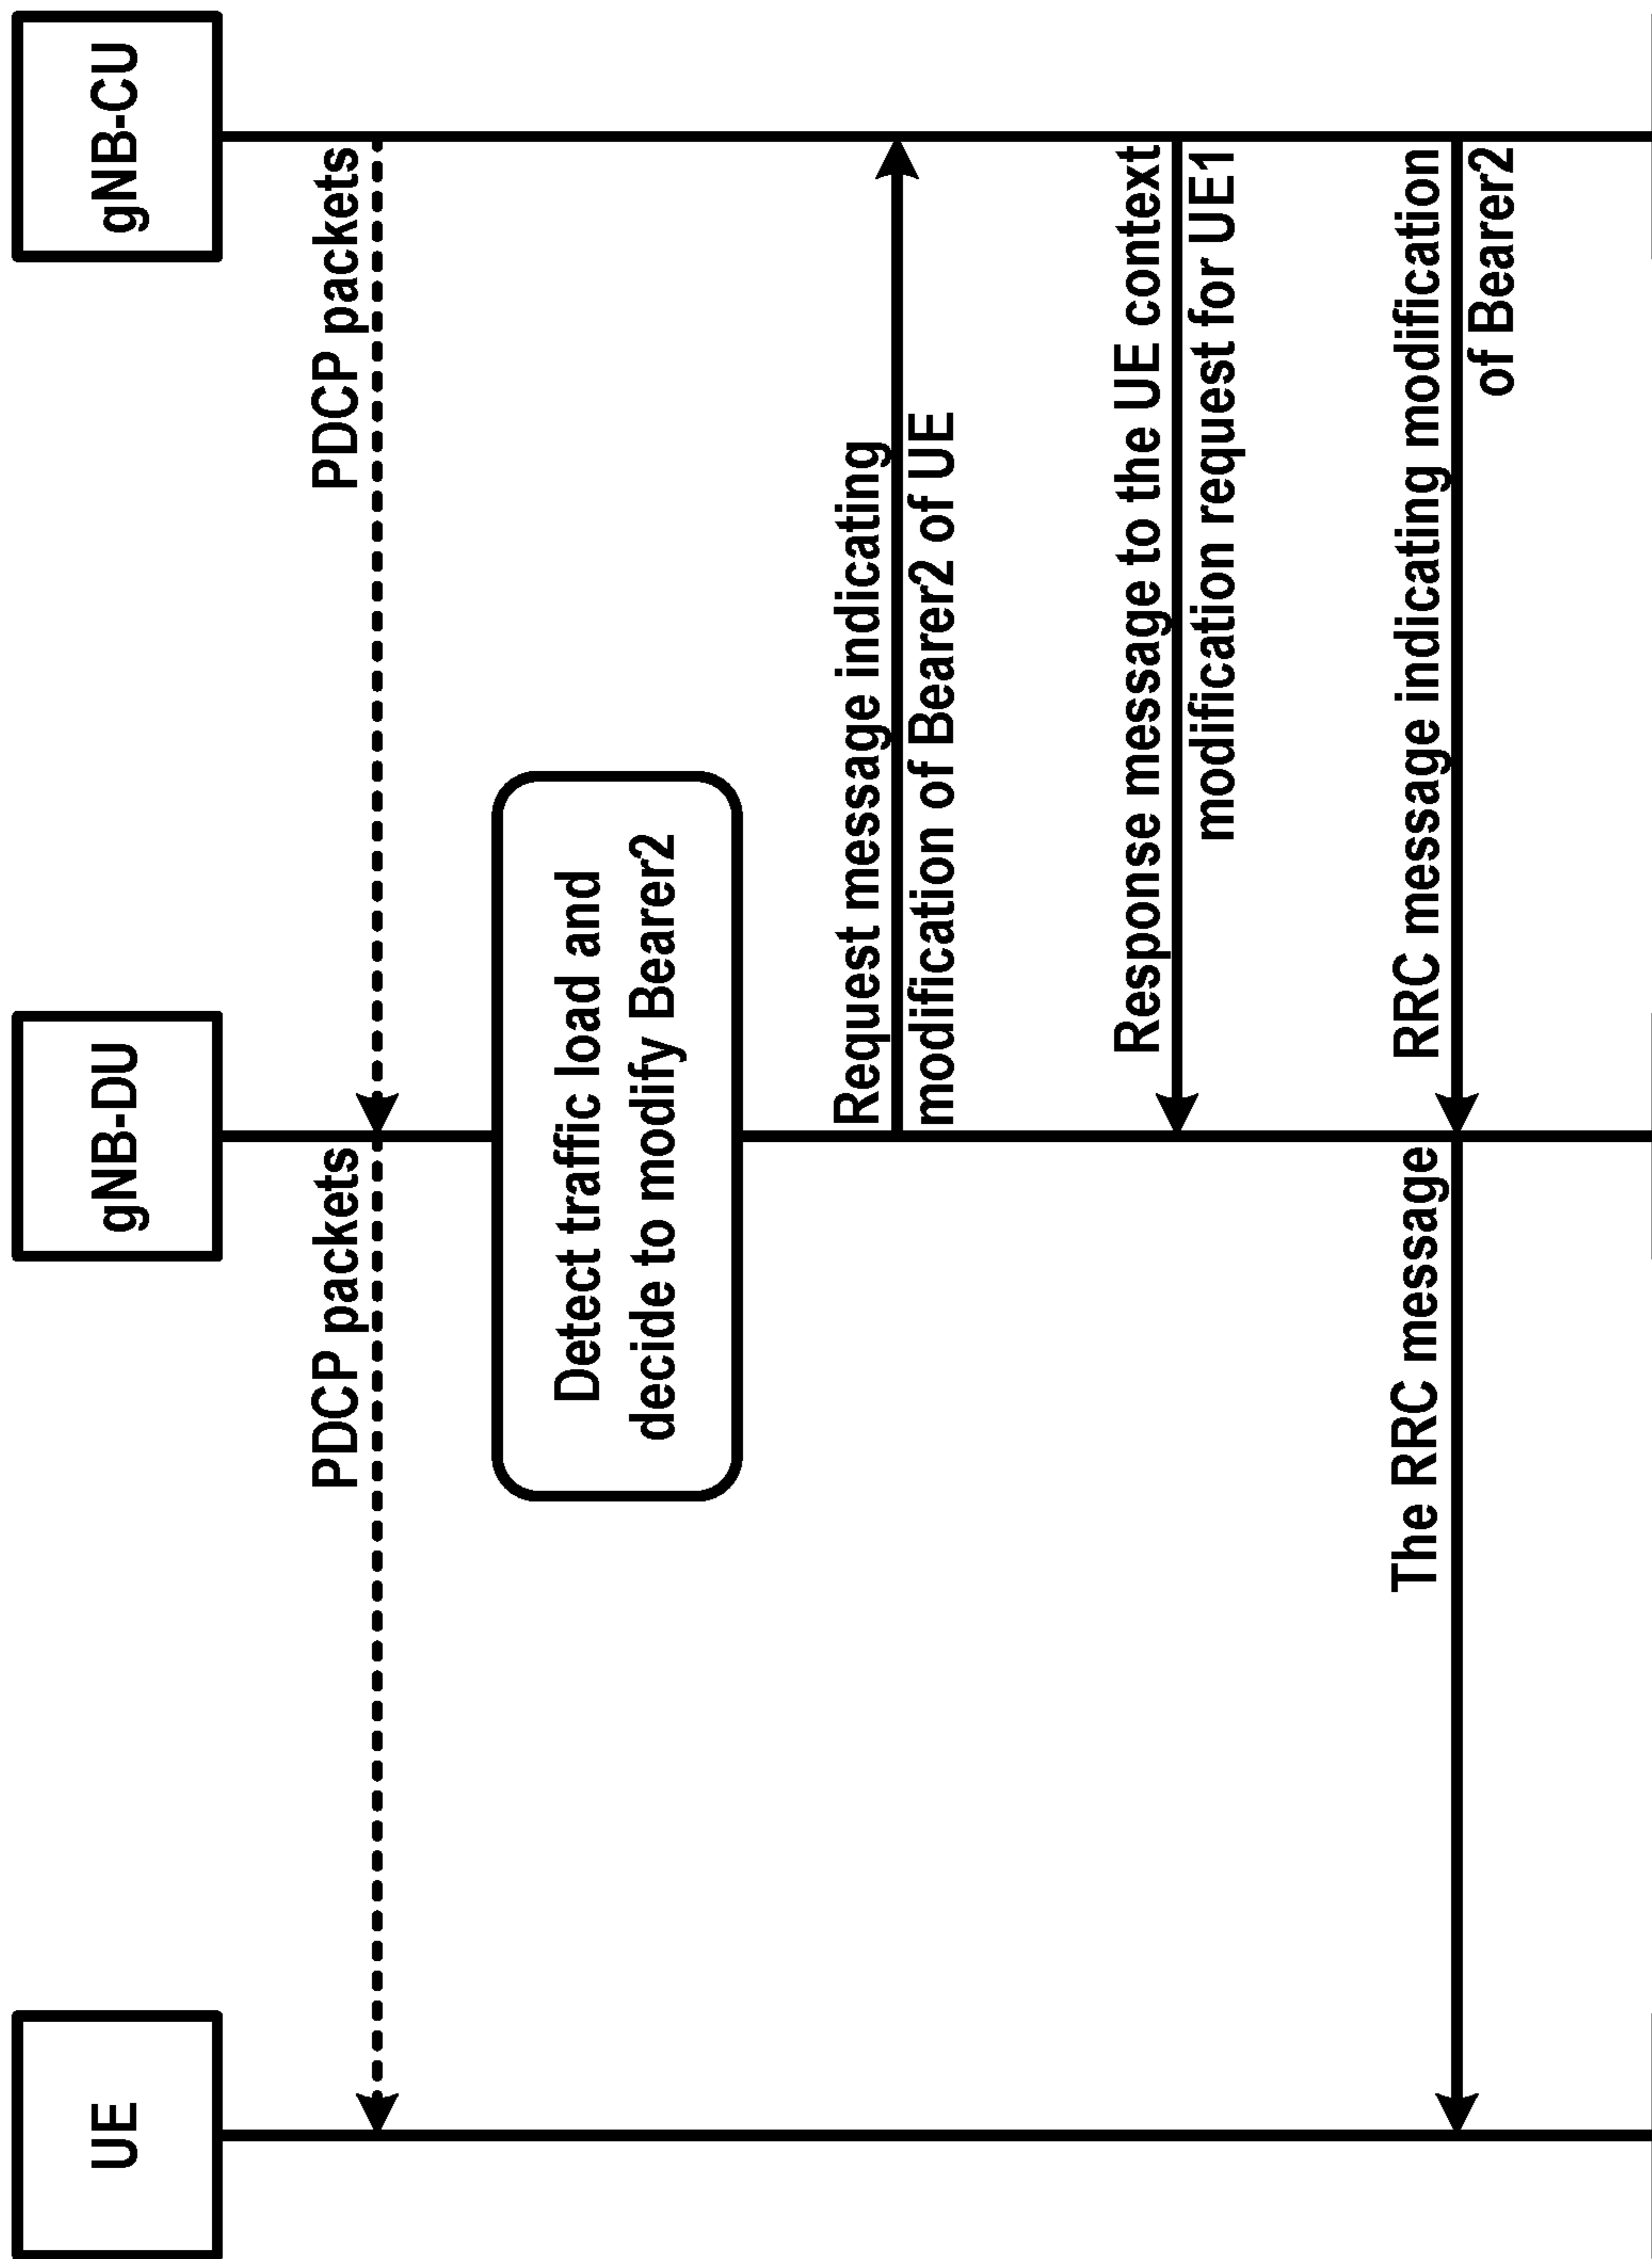 UE
gNB-DU
gNB-CU
PDCP packets
PDCP packets
Detect traffic load and
decide to modify Bearer2
Request message indicating
modification of Bearer2 of UE
Response message to the UE context
modification request for UE1
The RRC message
RRC message indicating modification
of Bearer2